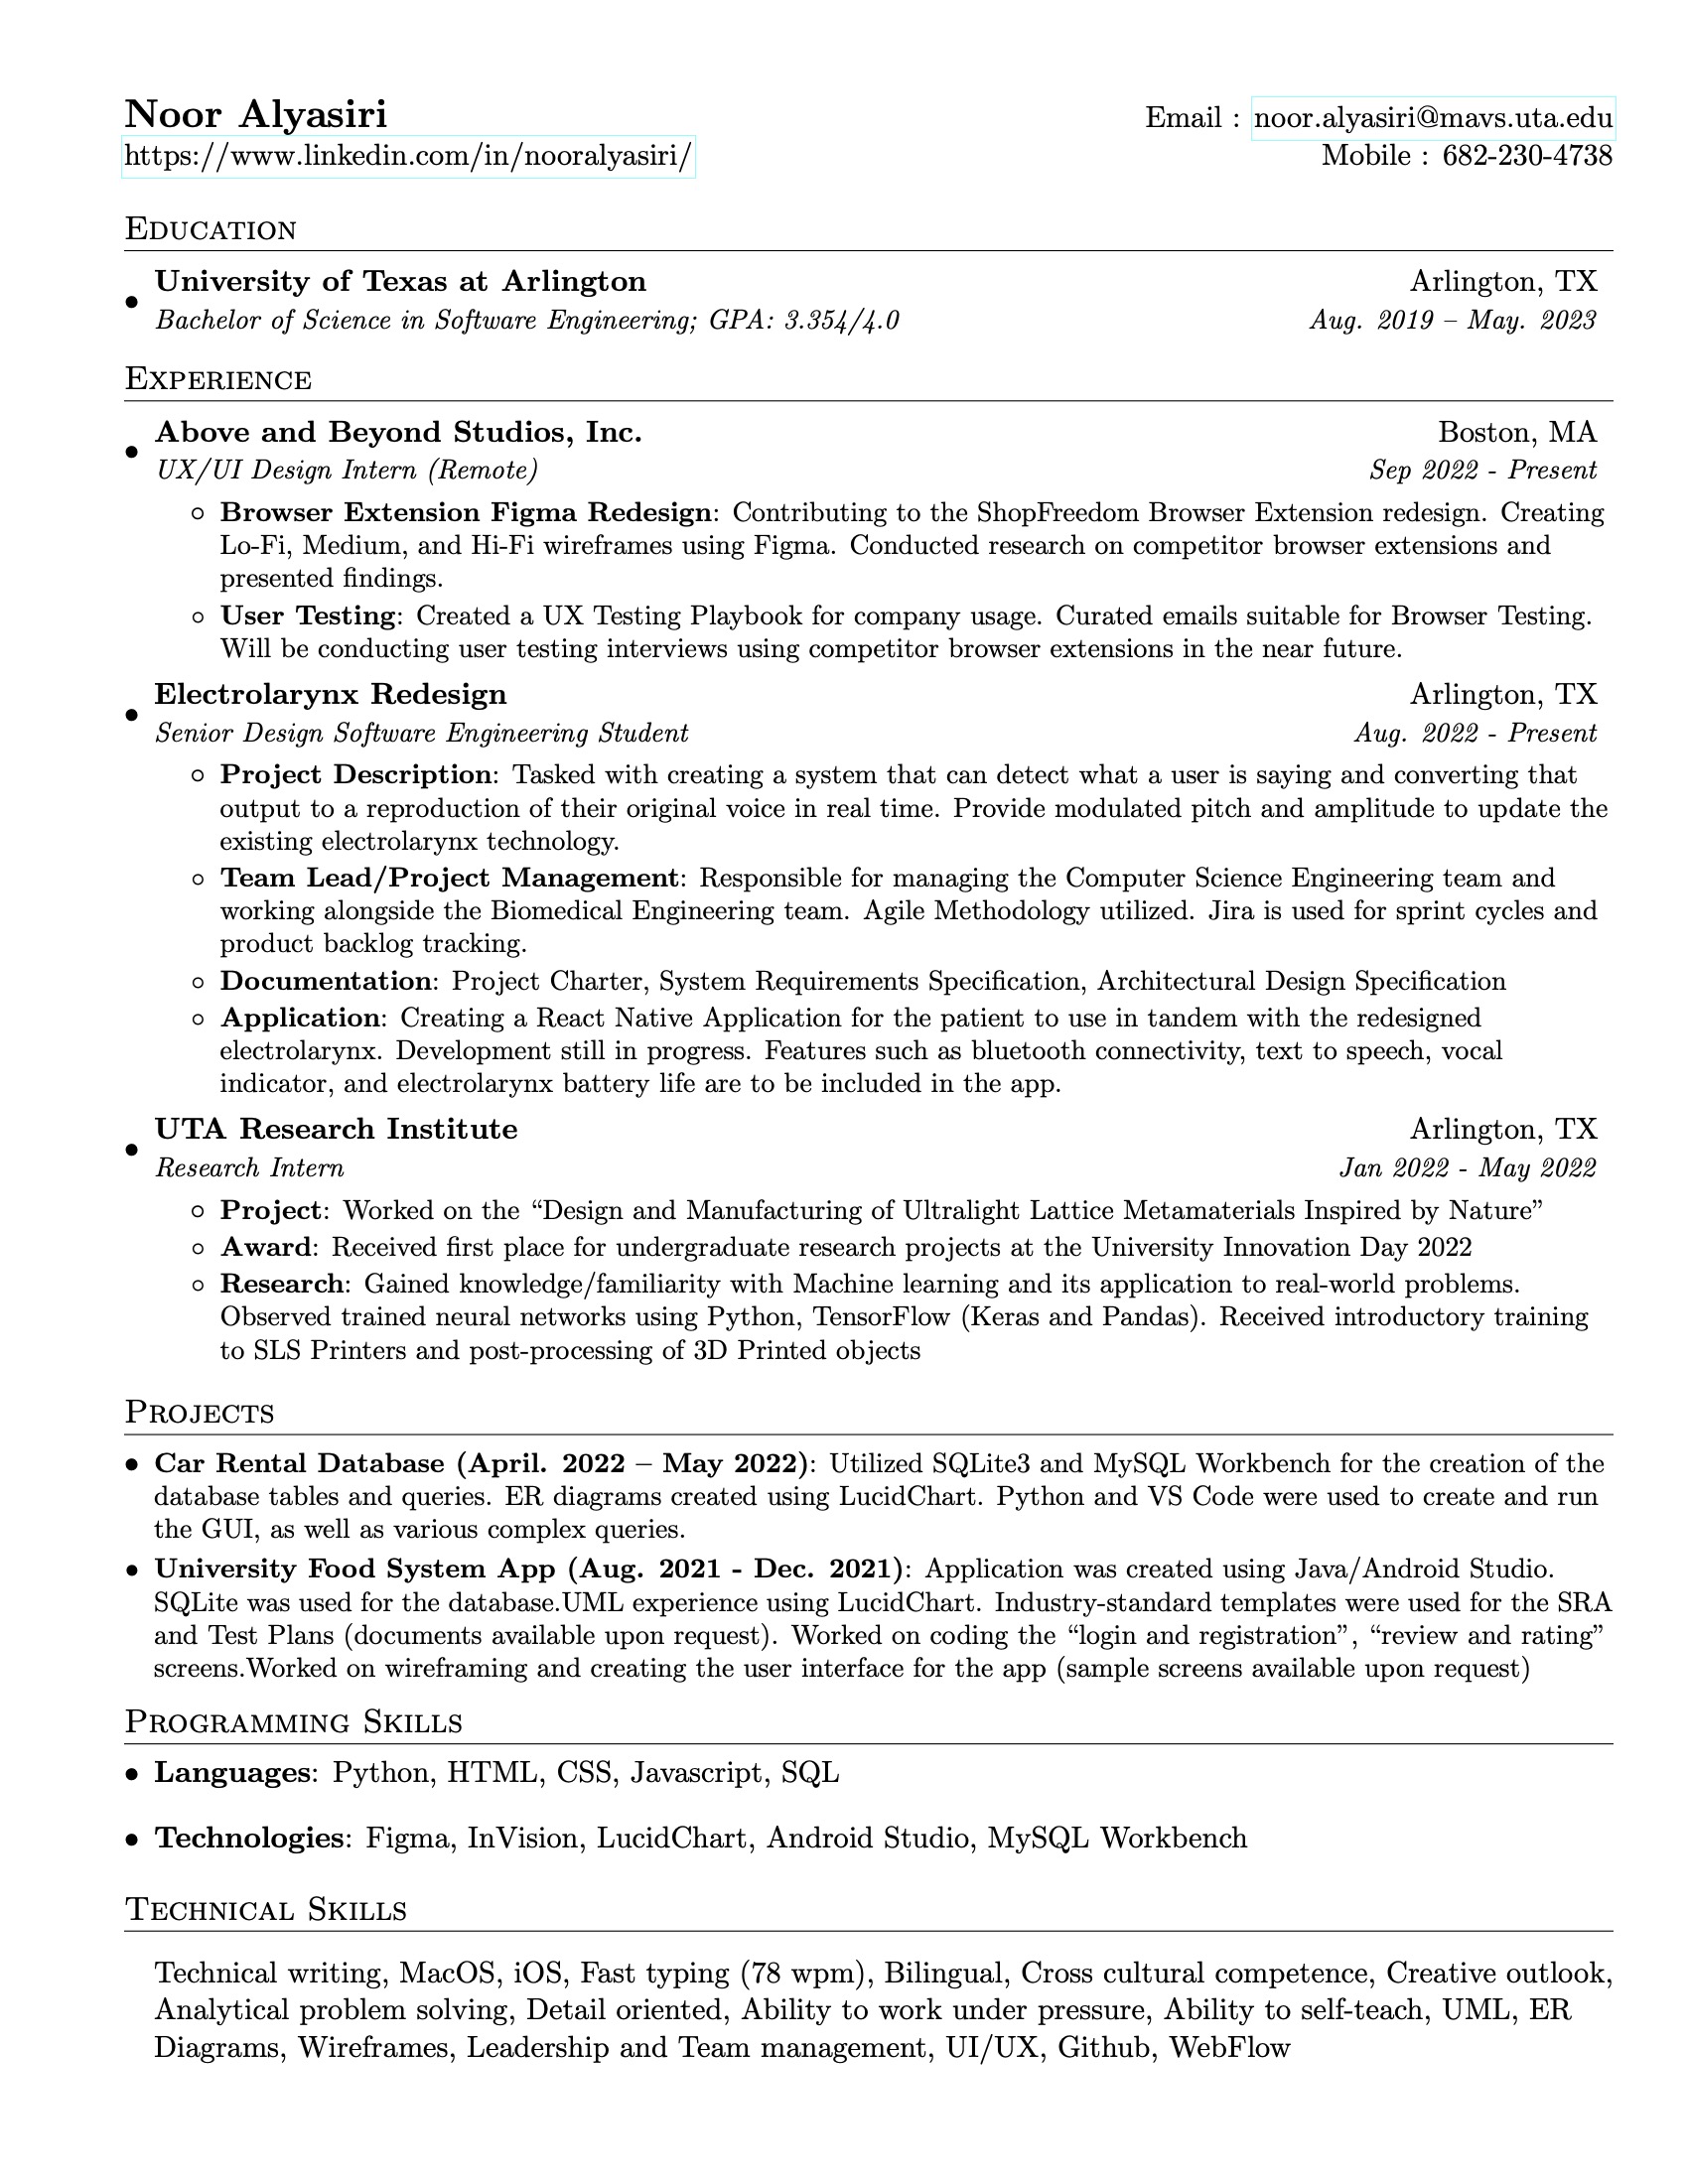 Noor Alyasiri
Email : noor.alyasiri@mavs.uta.edu
https://www.linkedin.com/in/nooralyasiri/
Mobile : 682-230-4738
Education
• University of Texas at Arlington Arlington, TX
Bachelor of Science in Software Engineering; GPA: 3.354/4.0 Aug. 2019 – May. 2023
Experience
• Above and Beyond Studios, Inc. Boston, MA
UX/UI Design Intern (Remote) Sep 2022 - Present
◦ Browser Extension Figma Redesign: Contributing to the ShopFreedom Browser Extension redesign. Creating
Lo-Fi, Medium, and Hi-Fi wireframes using Figma. Conducted research on competitor browser extensions and
presented findings.
◦ User Testing: Created a UX Testing Playbook for company usage. Curated emails suitable for Browser Testing.
Will be conducting user testing interviews using competitor browser extensions in the near future.
• Electrolarynx Redesign Arlington, TX
Senior Design Software Engineering Student Aug. 2022 - Present
◦ Project Description: Tasked with creating a system that can detect what a user is saying and converting that
output to a reproduction of their original voice in real time. Provide modulated pitch and amplitude to update the
existing electrolarynx technology.
◦ Team Lead/Project Management: Responsible for managing the Computer Science Engineering team and
working alongside the Biomedical Engineering team. Agile Methodology utilized. Jira is used for sprint cycles and
product backlog tracking.
◦ Documentation: Project Charter, System Requirements Specification, Architectural Design Specification
◦ Application: Creating a React Native Application for the patient to use in tandem with the redesigned
electrolarynx. Development still in progress. Features such as bluetooth connectivity, text to speech, vocal
indicator, and electrolarynx battery life are to be included in the app.
• UTA Research Institute Arlington, TX
Research Intern Jan 2022 - May 2022
◦ Project: Worked on the “Design and Manufacturing of Ultralight Lattice Metamaterials Inspired by Nature”
◦ Award: Received first place for undergraduate research projects at the University Innovation Day 2022
◦ Research: Gained knowledge/familiarity with Machine learning and its application to real-world problems.
Observed trained neural networks using Python, TensorFlow (Keras and Pandas). Received introductory training
to SLS Printers and post-processing of 3D Printed objects
Projects
• Car Rental Database (April. 2022 – May 2022): Utilized SQLite3 and MySQL Workbench for the creation of the
database tables and queries. ER diagrams created using LucidChart. Python and VS Code were used to create and run
the GUI, as well as various complex queries.
• University Food System App (Aug. 2021 - Dec. 2021): Application was created using Java/Android Studio.
SQLite was used for the database.UML experience using LucidChart. Industry-standard templates were used for the SRA
and Test Plans (documents available upon request). Worked on coding the “login and registration”, “review and rating”
screens.Worked on wireframing and creating the user interface for the app (sample screens available upon request)
Programming Skills
• Languages: Python, HTML, CSS, Javascript, SQL
• Technologies: Figma, InVision, LucidChart, Android Studio, MySQL Workbench
Technical Skills
Technical writing, MacOS, iOS, Fast typing (78 wpm), Bilingual, Cross cultural competence, Creative outlook,
Analytical problem solving, Detail oriented, Ability to work under pressure, Ability to self-teach, UML, ER
Diagrams, Wireframes, Leadership and Team management, UI/UX, Github, WebFlow